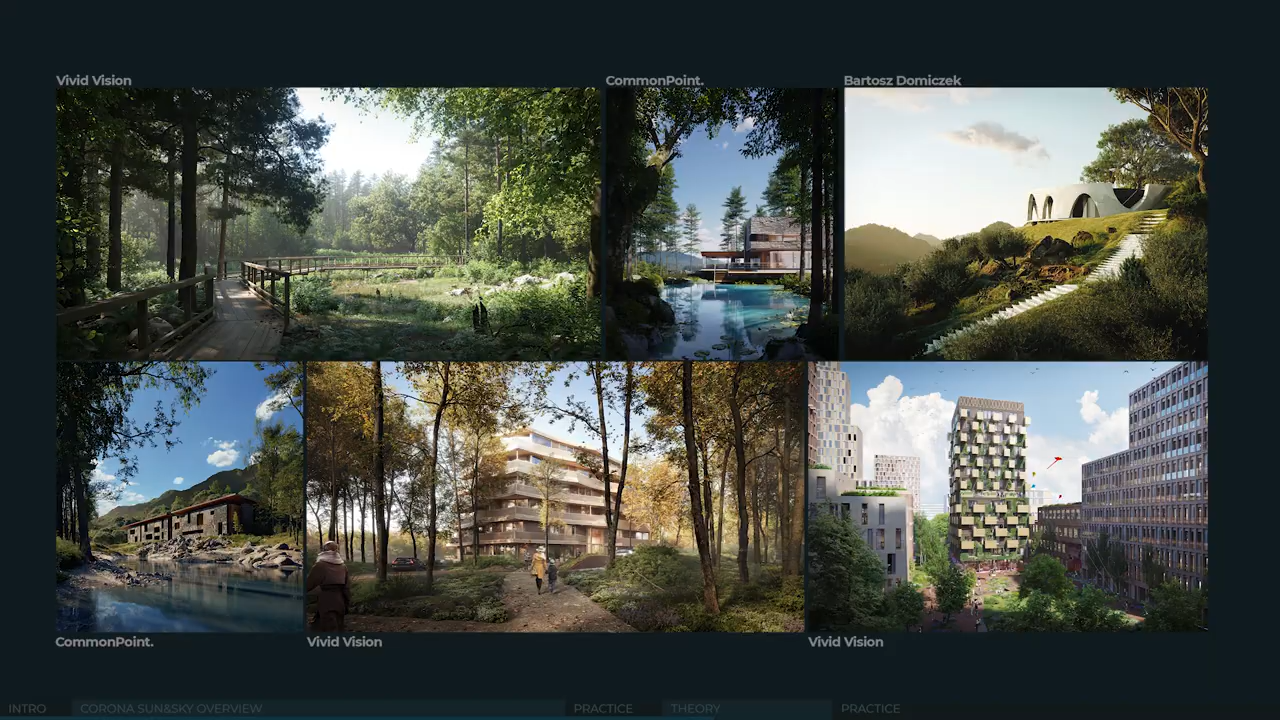 Vivid Vision
CommonPoint.
Bartosz Domiczek
CommonPoint.
Vivid Vision
Vivid Vision
INTRO
CORONA SUN&SKY OVERVIEW
PRACTICE
THEORY
PRACTICE